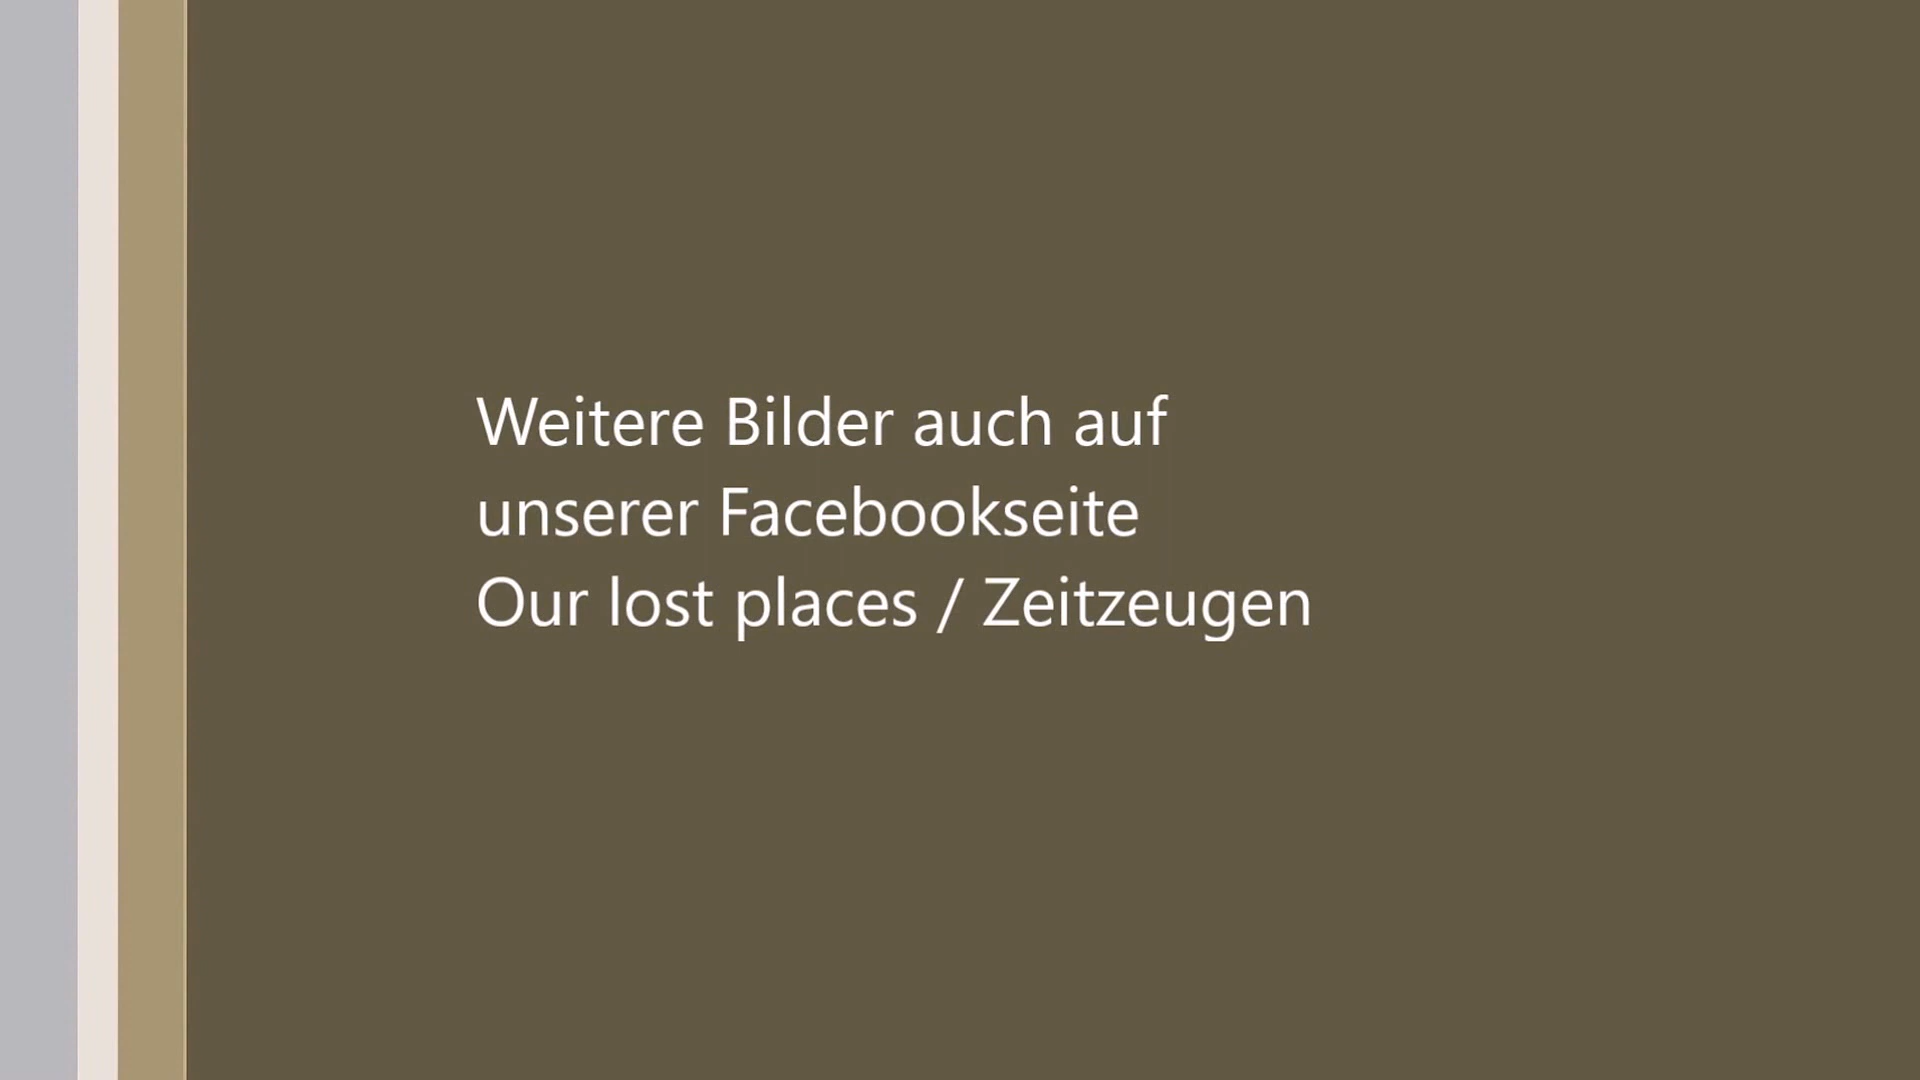 Weitere Bilder auch auf
unserer Facebookseite
Our lost places / Zeitzeugen